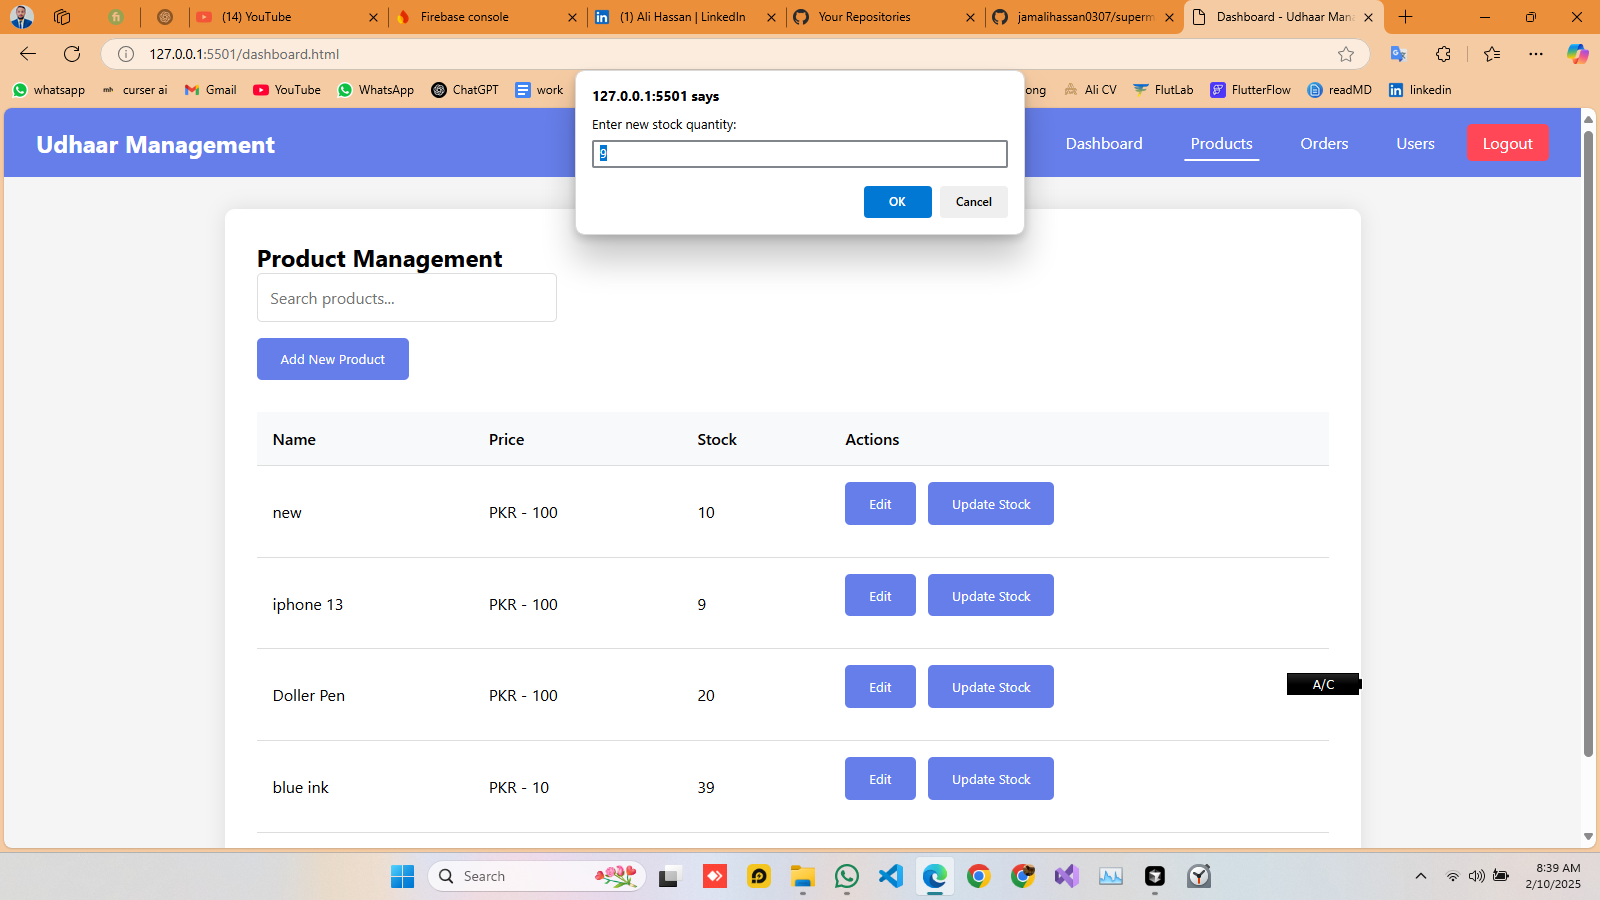 (14) YouTube
Firebase console
(1) Ali Hassan | LinkedIn
Your Repositories
jamalihassan0307/superm
Dashboard - Udhaar Man
127.0.0.1:5501/dashboard.html
whatsapp
curser ai
Gmail
YouTube
WhatsApp
ChatGPT
work
ong
Ali CV
FlutLab
FlutterFlow
readMD
linkedin
127.0.0.1:5501 says
Enter new stock quantity:
9
OK
Cancel
Udhaar Management
Dashboard
Products
Orders
Users
Logout
Product Management
Search products...
Add New Product
Name Price Stock Actions
new PKR - 100 10 Edit Update Stock
iphone 13 PKR - 100 9 Edit Update Stock
Doller Pen PKR - 100 20 Edit Update Stock
A/C
blue ink PKR - 10 39 Edit Update Stock
Search
8:39 AM
2/10/2025